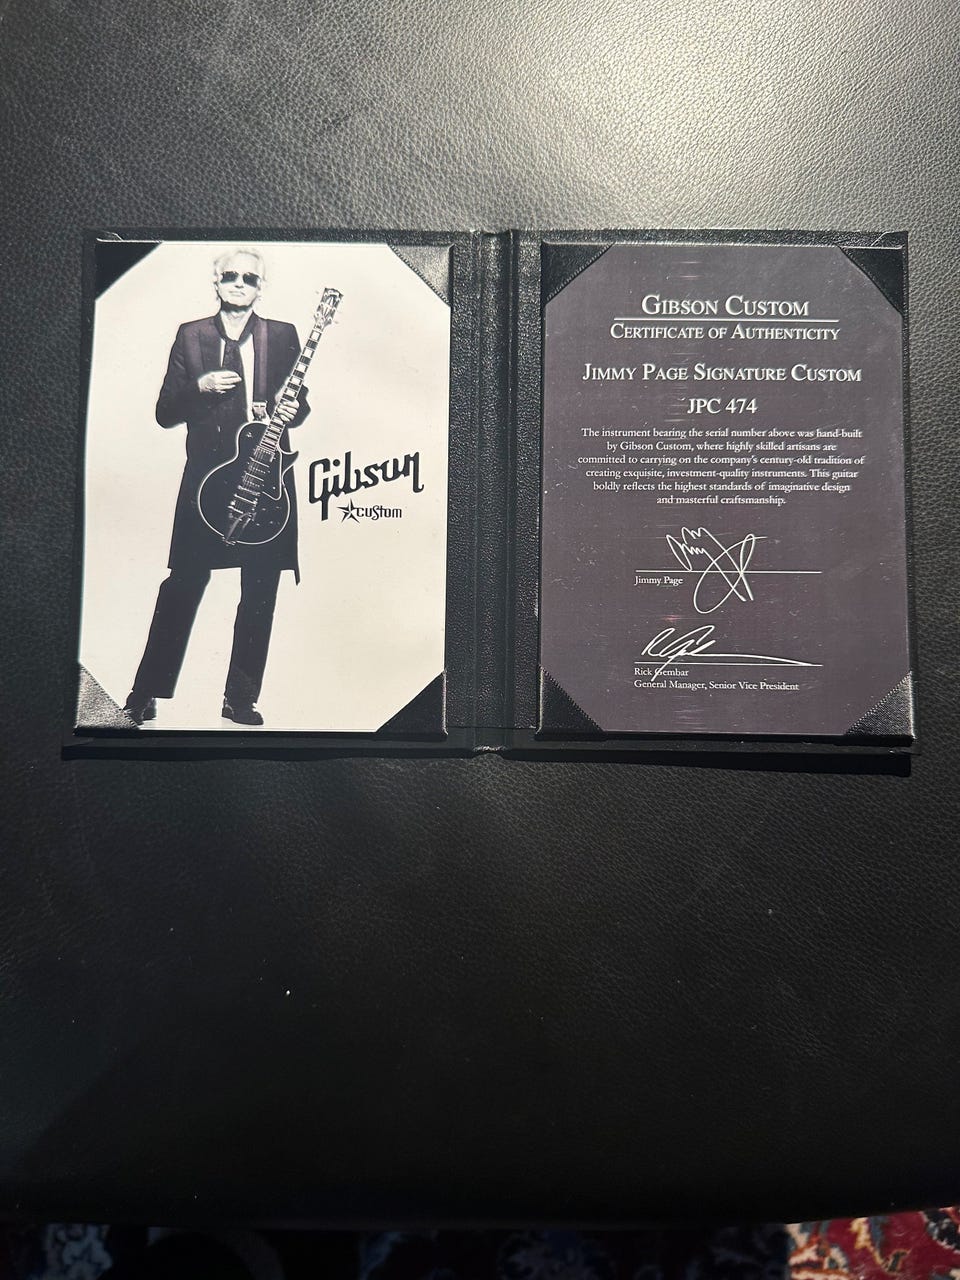 Gibson
custom
GIBSON CUSTOM
CERTIFICATE OF AUTHENTICITY
JIMMY PAGE SIGNATURE CUSTOM
JPC 474
The instrument bearing the serial number above was hand-built
by Gibson Custom, where highly skilled artisans are
committed to carrying on the company's century-old tradition of
creating exquisite, investment-quality instruments. This guitar
boldly reflects the highest standards of imaginative design
and masterful craftsmanship.
Jimmy Page
Rick Gembar
General Manager, Senior Vice President